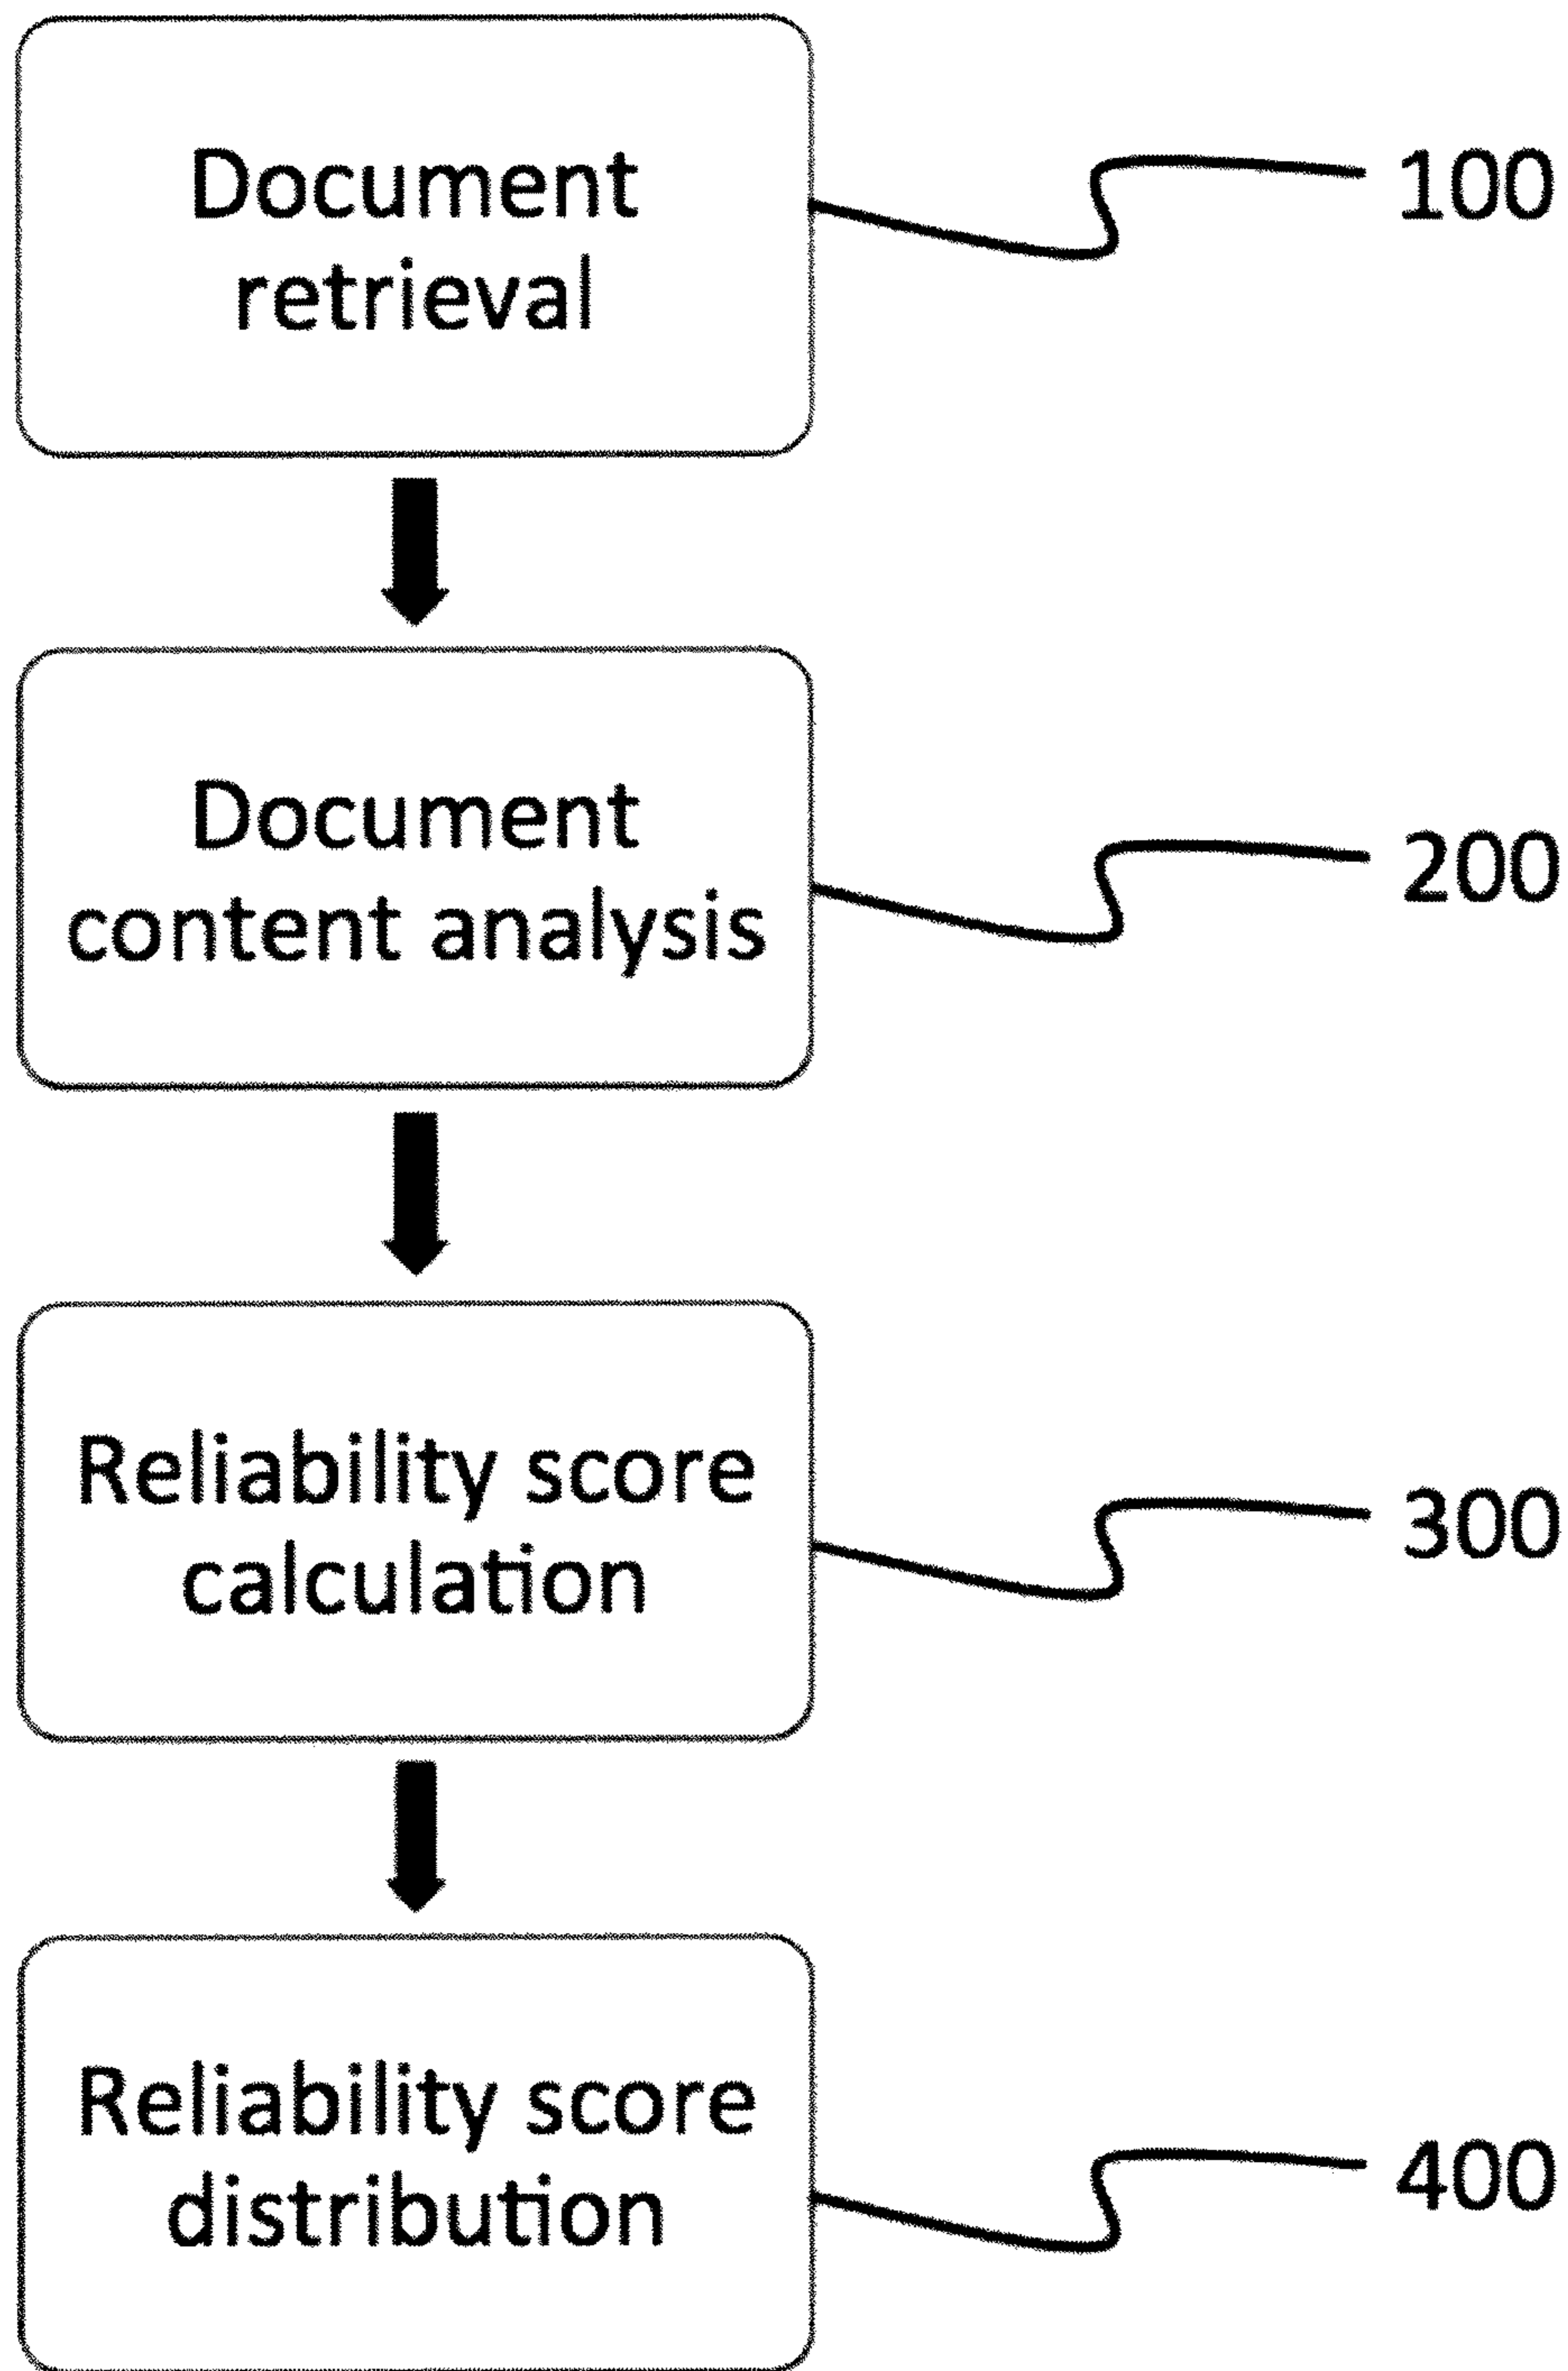 Document
retrieval
100
Document
content analysis
200
Reliability score
calculation
300
Reliability score
distribution
400